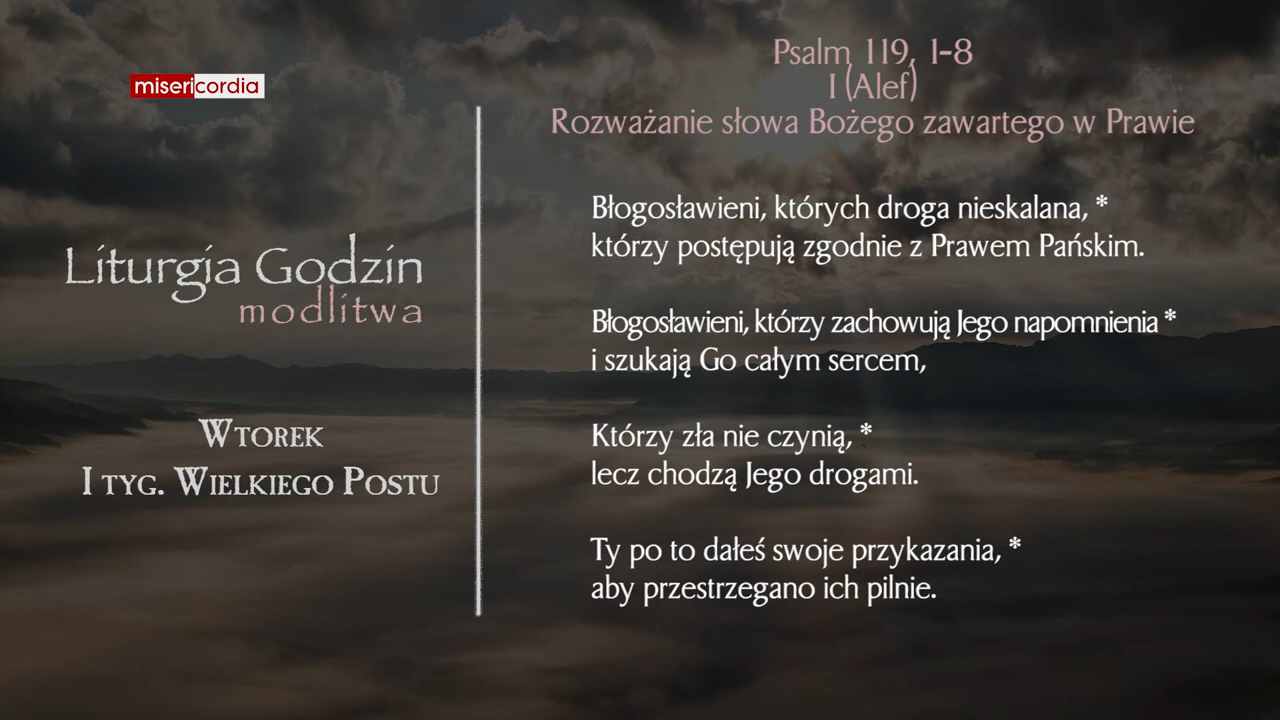 misericordia
Liturgia Godzin
modlitwa
Wtorek
I tyg. Wielkiego Postu
Psalm 119, 1-8
I (Alef)
Rozważanie słowa Bożego zawartego w Prawie
Błogosławieni, których droga nieskalana, *
którzy postępują zgodnie z Prawem Pańskim.
Błogosławieni, którzy zachowują Jego napomnienia *
i szukają Go całym sercem,
Którzy zła nie czynią, *
lecz chodzą Jego drogami.
Ty po to dałeś swoje przykazania, *
aby przestrzegano ich pilnie.